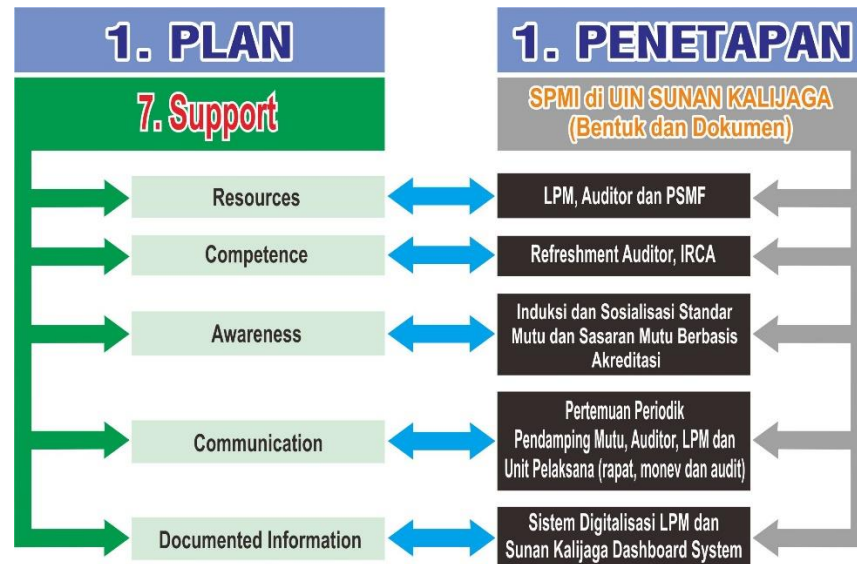 1. PLAN
7. Support
Resources
Competence
Awareness
Communication
Documented Information
1. PENETAPAN
SPMI di UIN SUNAN KALIJAGA
(Bentuk dan Dokumen)
LPM, Auditor dan PSMF
Refreshment Auditor, IRCA
Induksi dan Sosialisasi Standar
Mutu dan Sasaran Mutu Berbasis
Akreditasi
Pertemuan Periodik
Pendamping Mutu, Auditor, LPM dan
Unit Pelaksana (rapat, monev dan audit)
Sistem Digitalisasi LPM dan
Sunan Kalijaga Dashboard System